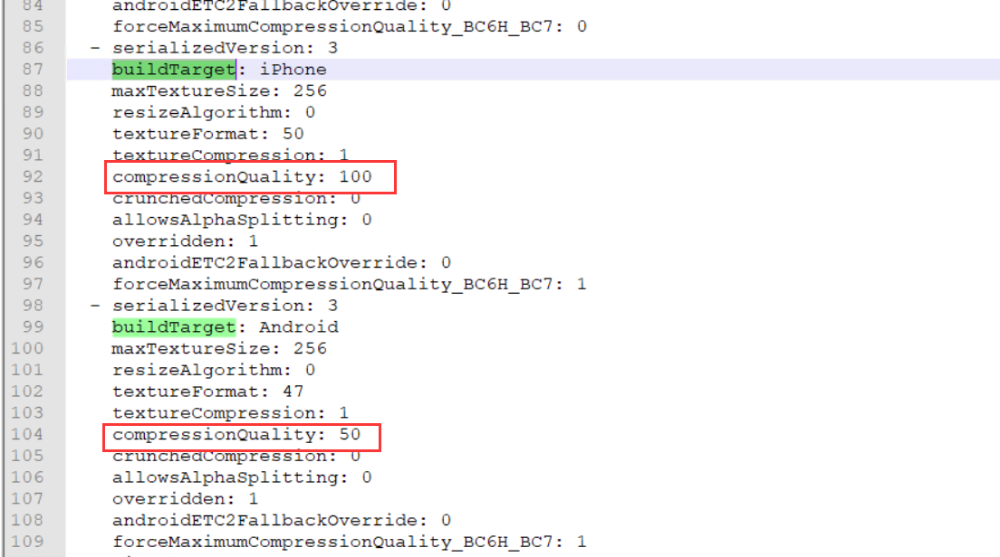 84 androidETC2FallbackOverride: 0
85 forceMaximumCompressionQuality_BC6H_BC7: 0
86 - serializedVersion: 3
87 buildTarget: iPhone
88 maxTextureSize: 256
89 resizeAlgorithm: 0
90 textureFormat: 50
91 textureCompression: 1
92 compressionQuality: 100
93 crunchedCompression: 0
94 allowsAlphaSplitting: 0
95 overridden: 1
96 androidETC2FallbackOverride: 0
97 forceMaximumCompressionQuality_BC6H_BC7: 1
98 - serializedVersion: 3
99 buildTarget: Android
100 maxTextureSize: 256
101 resizeAlgorithm: 0
102 textureFormat: 47
103 textureCompression: 1
104 compressionQuality: 50
105 crunchedCompression: 0
106 allowsAlphaSplitting: 0
107 overridden: 1
108 androidETC2FallbackOverride: 0
109 forceMaximumCompressionQuality_BC6H_BC7: 1